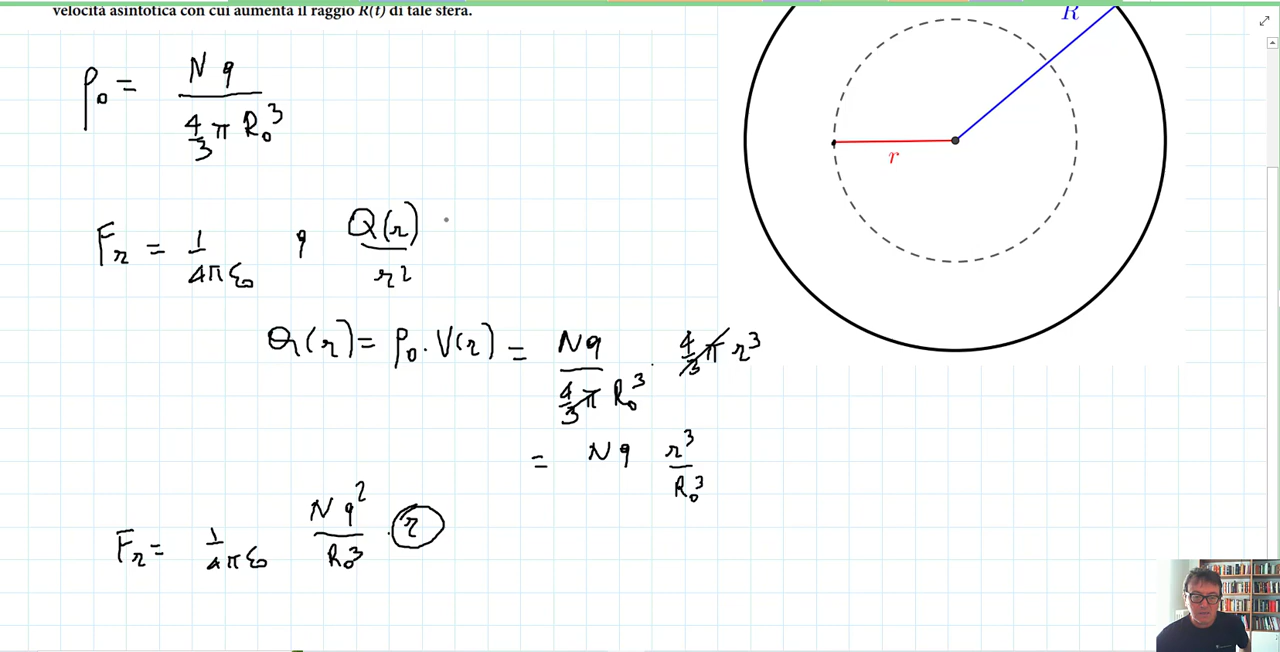 velocità asintotica con cui aumenta il raggio R(t) di tale sfera.
R
r
ρ₀ = Nq / (4/3 π R₀³)
Fr = 1/(4πε₀) q Q(r)/r²
Q(r) = ρ₀ · V(r) = Nq / (4/3 π R₀³) · 4/3 π r³
= Nq r³/R₀³
Fr = 1/(4πε₀) Nq²/R₀³ · r